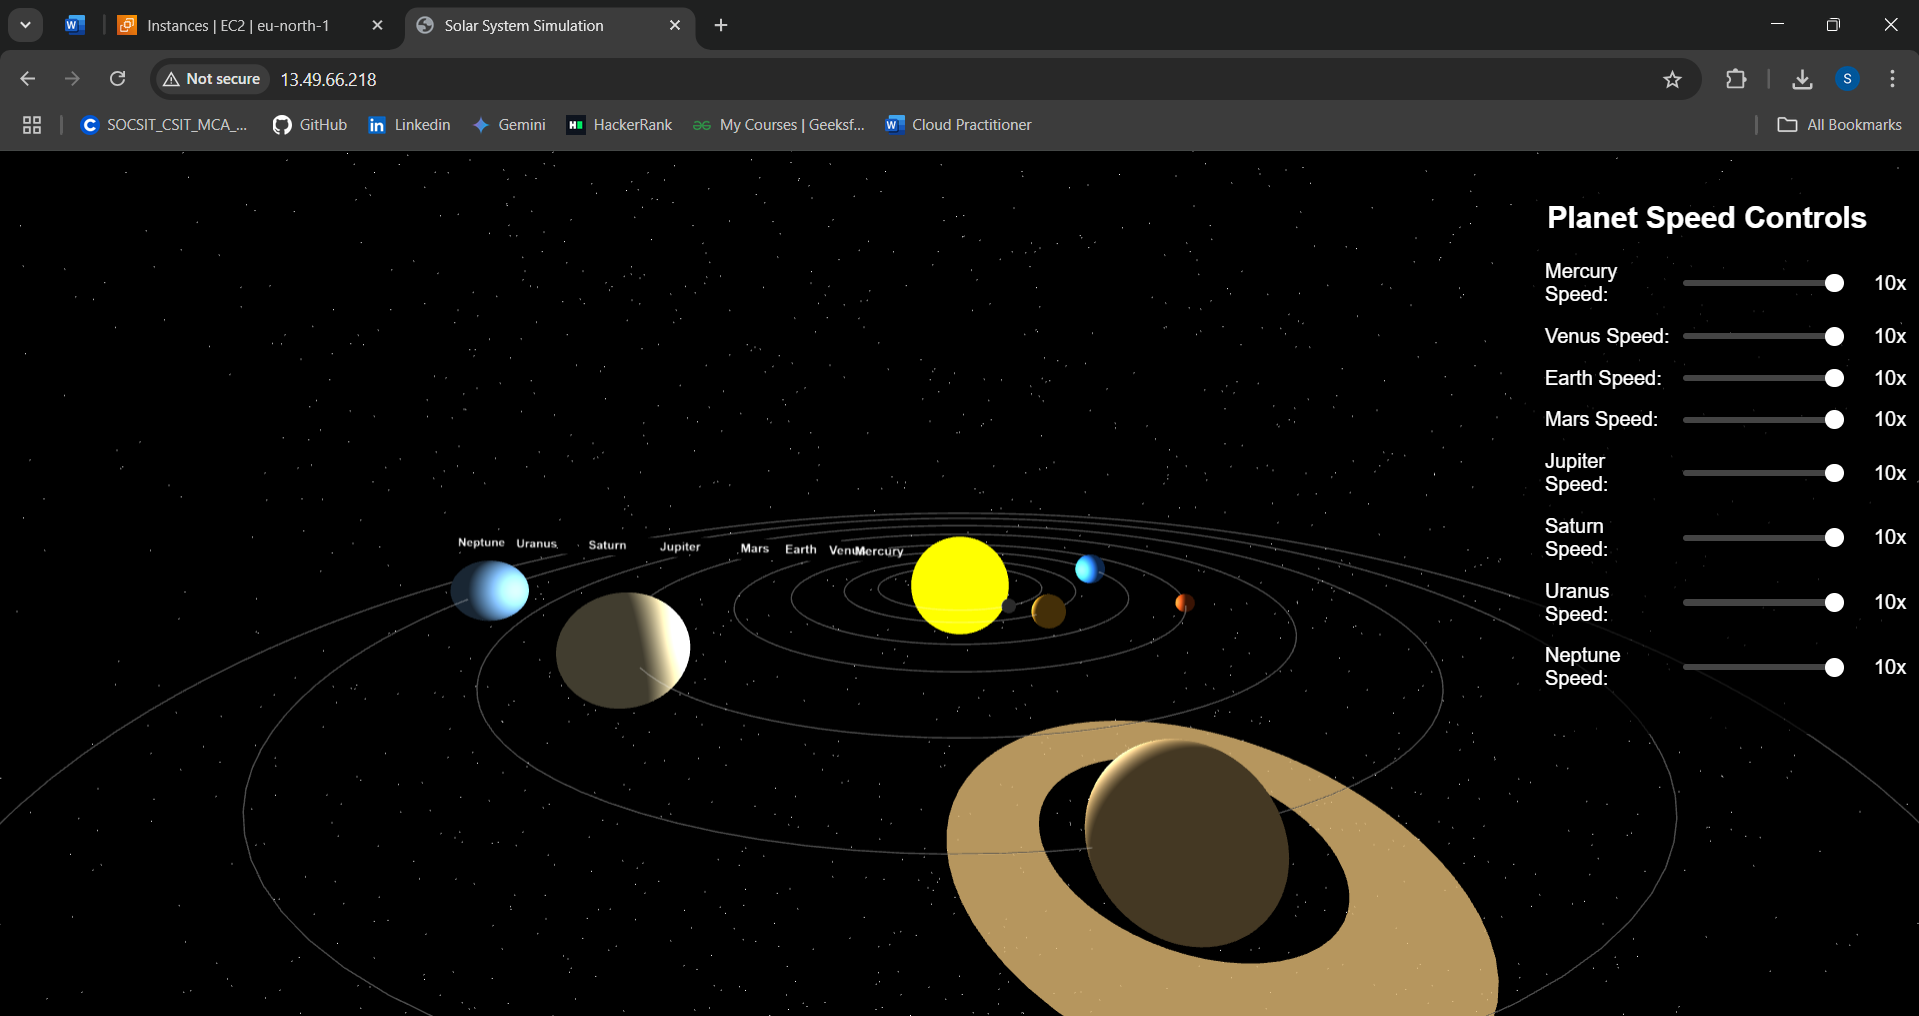 Instances | EC2 | eu-north-1
Solar System Simulation
Not secure
13.49.66.218
S
SOCSIT_CSIT_MCA_...
GitHub
Linkedin
Gemini
HackerRank
My Courses | Geeksf...
Cloud Practitioner
All Bookmarks
Planet Speed Controls
Mercury
Speed:
10x
Venus Speed:
10x
Earth Speed:
10x
Mars Speed:
10x
Jupiter
Speed:
10x
Saturn
Speed:
10x
Uranus
Speed:
10x
Neptune
Speed:
10x
Neptune
Uranus
Saturn
Jupiter
Mars
Earth
Venus
Mercury